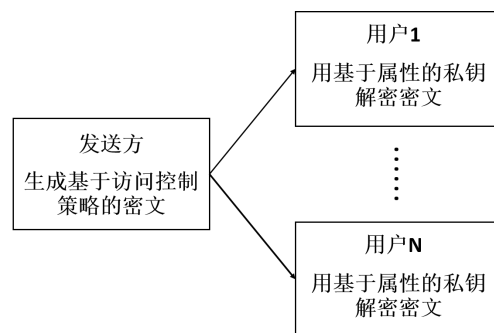 用户1
用基于属性的私钥
解密密文
发送方
生成基于访问控制
策略的密文
用户N
用基于属性的私钥
解密密文